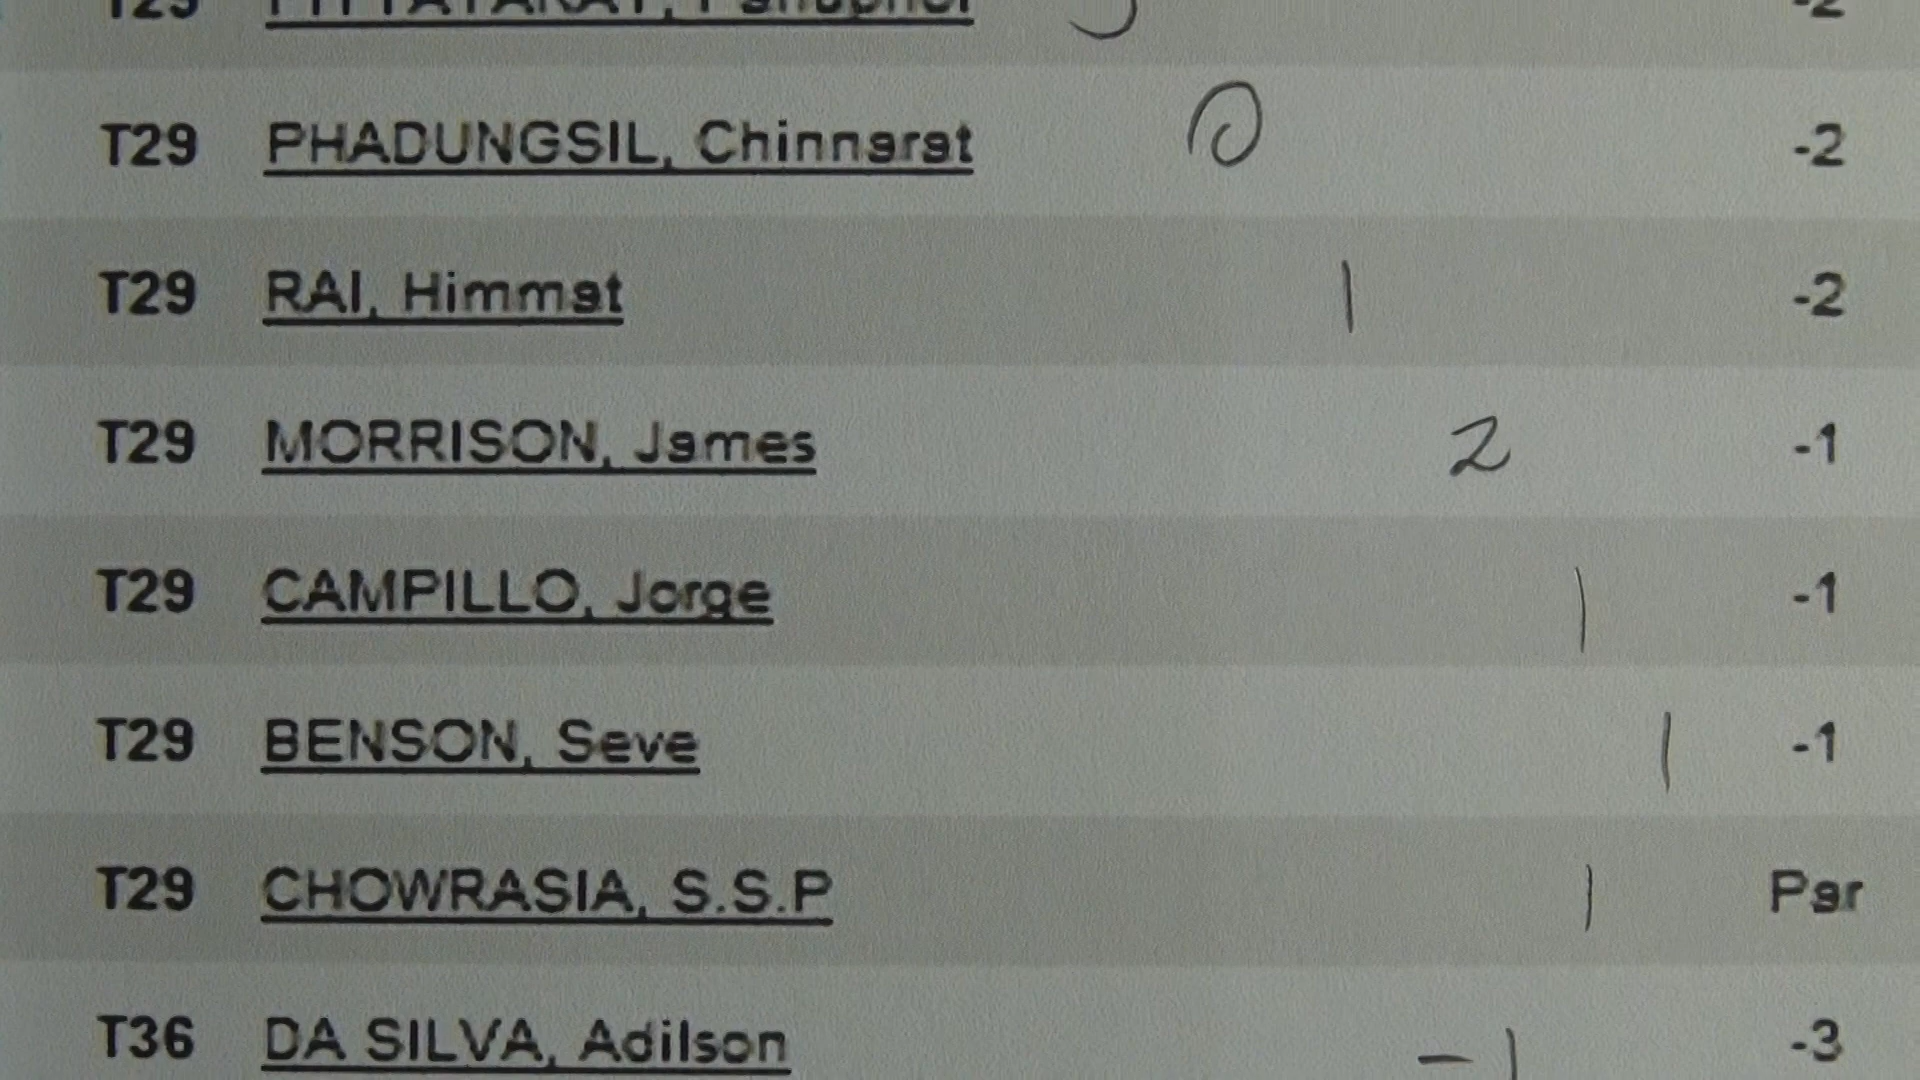 T29 PHADUNGSIL, Chinnarat 0 -2
T29 RAI, Himmat 1 -2
T29 MORRISON, James 2 -1
T29 CAMPILLO, Jorge 1 -1
T29 BENSON, Seve 1 -1
T29 CHOWRASIA, S.S.P 1 Par
T36 DA SILVA, Adilson -1 -3